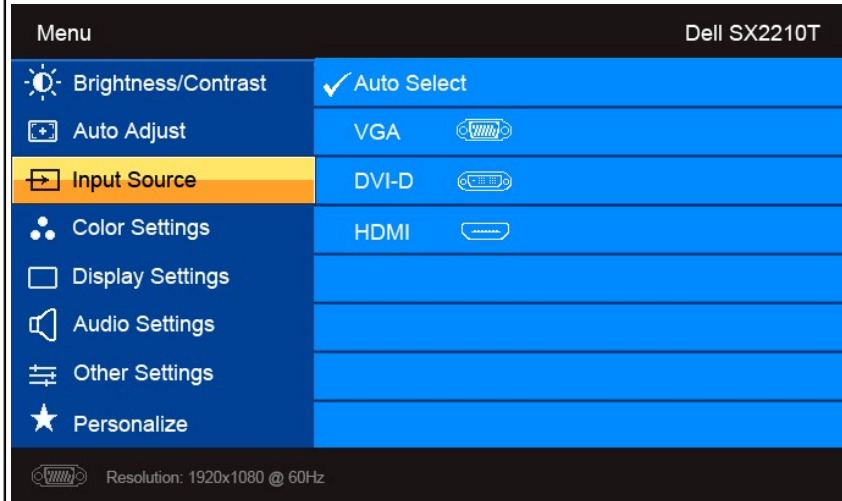 Menu Dell SX2210T
Brightness/Contrast Auto Select
Auto Adjust VGA
Input Source DVI-D
Color Settings HDMI
Display Settings
Audio Settings
Other Settings
Personalize
Resolution: 1920x1080 @ 60Hz